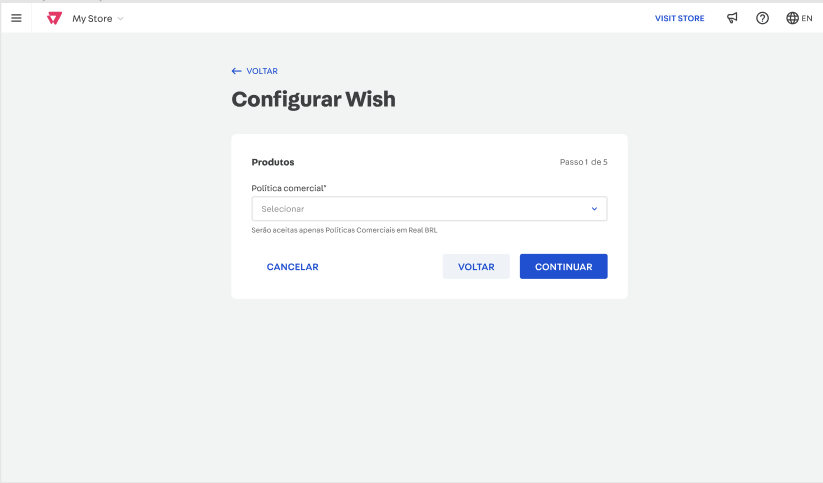 My Store
VISIT STORE
EN
← VOLTAR
Configurar Wish
Produtos
Passo 1 de 5
Política comercial*
Selecionar
Serão aceitas apenas Políticas Comerciais em Real BRL
CANCELAR
VOLTAR
CONTINUAR